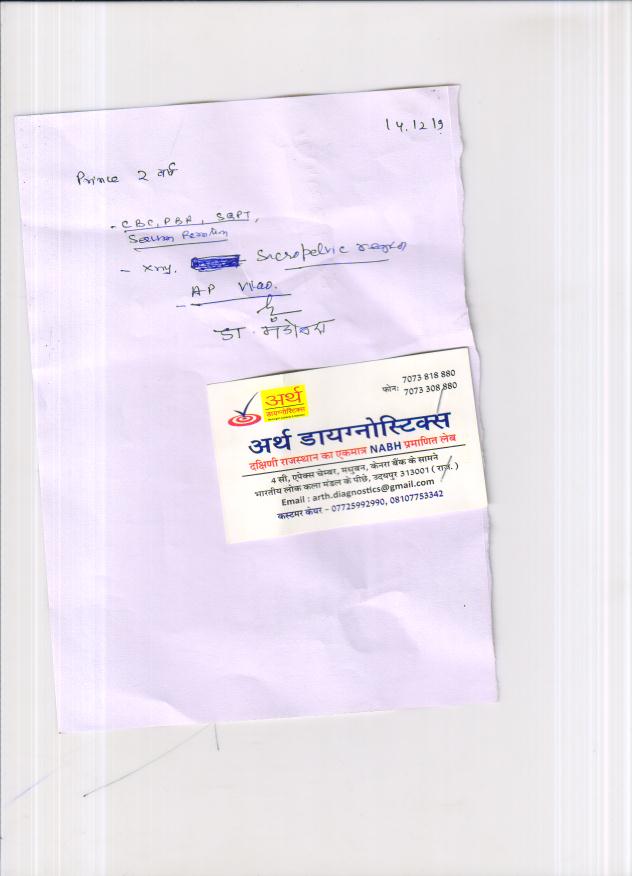 14.12.19
Prince 2 वर्ष
- CBC, PBF, SGPT,
Serum Ferritin
- Xray. Sacropelvic region
- AP View.
डा.
7073 818 880
फोन: 7073 308 880
अर्थ
डायग्नोस्टिक्स
अर्थ डायग्नोस्टिक्स
दक्षिणी राजस्थान का एकमात्र NABH प्रमाणित लेब
4 सी, एपेक्स चेम्बर, मधुबन, केनरा बैंक के सामने
भारतीय लोक कला मंडल के पीछे, उदयपुर 313001 ( राज. )
Email : arth.diagnostics@gmail.com
कस्टमर केयर - 07725992990, 08107753342